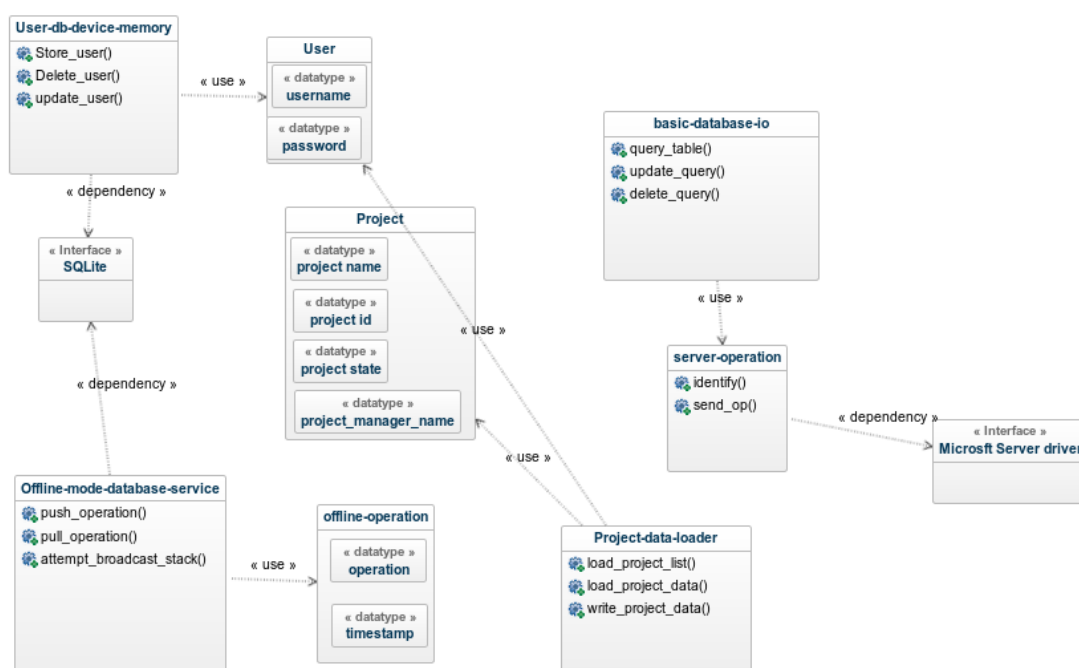 User-db-device-memory
Store_user()
Delete_user()
update_user()
« use »
User
« datatype »
username
« datatype »
password
« dependency »
« Interface »
SQLite
« dependency »
Project
« datatype »
project name
« datatype »
project id
« datatype »
project state
« datatype »
project_manager_name
« use »
« use »
basic-database-io
query_table()
update_query()
delete_query()
« use »
server-operation
identify()
send_op()
« dependency »
« Interface »
Microsft Server driver
Offline-mode-database-service
push_operation()
pull_operation()
attempt_broadcast_stack()
« use »
offline-operation
« datatype »
operation
« datatype »
timestamp
Project-data-loader
load_project_list()
load_project_data()
write_project_data()